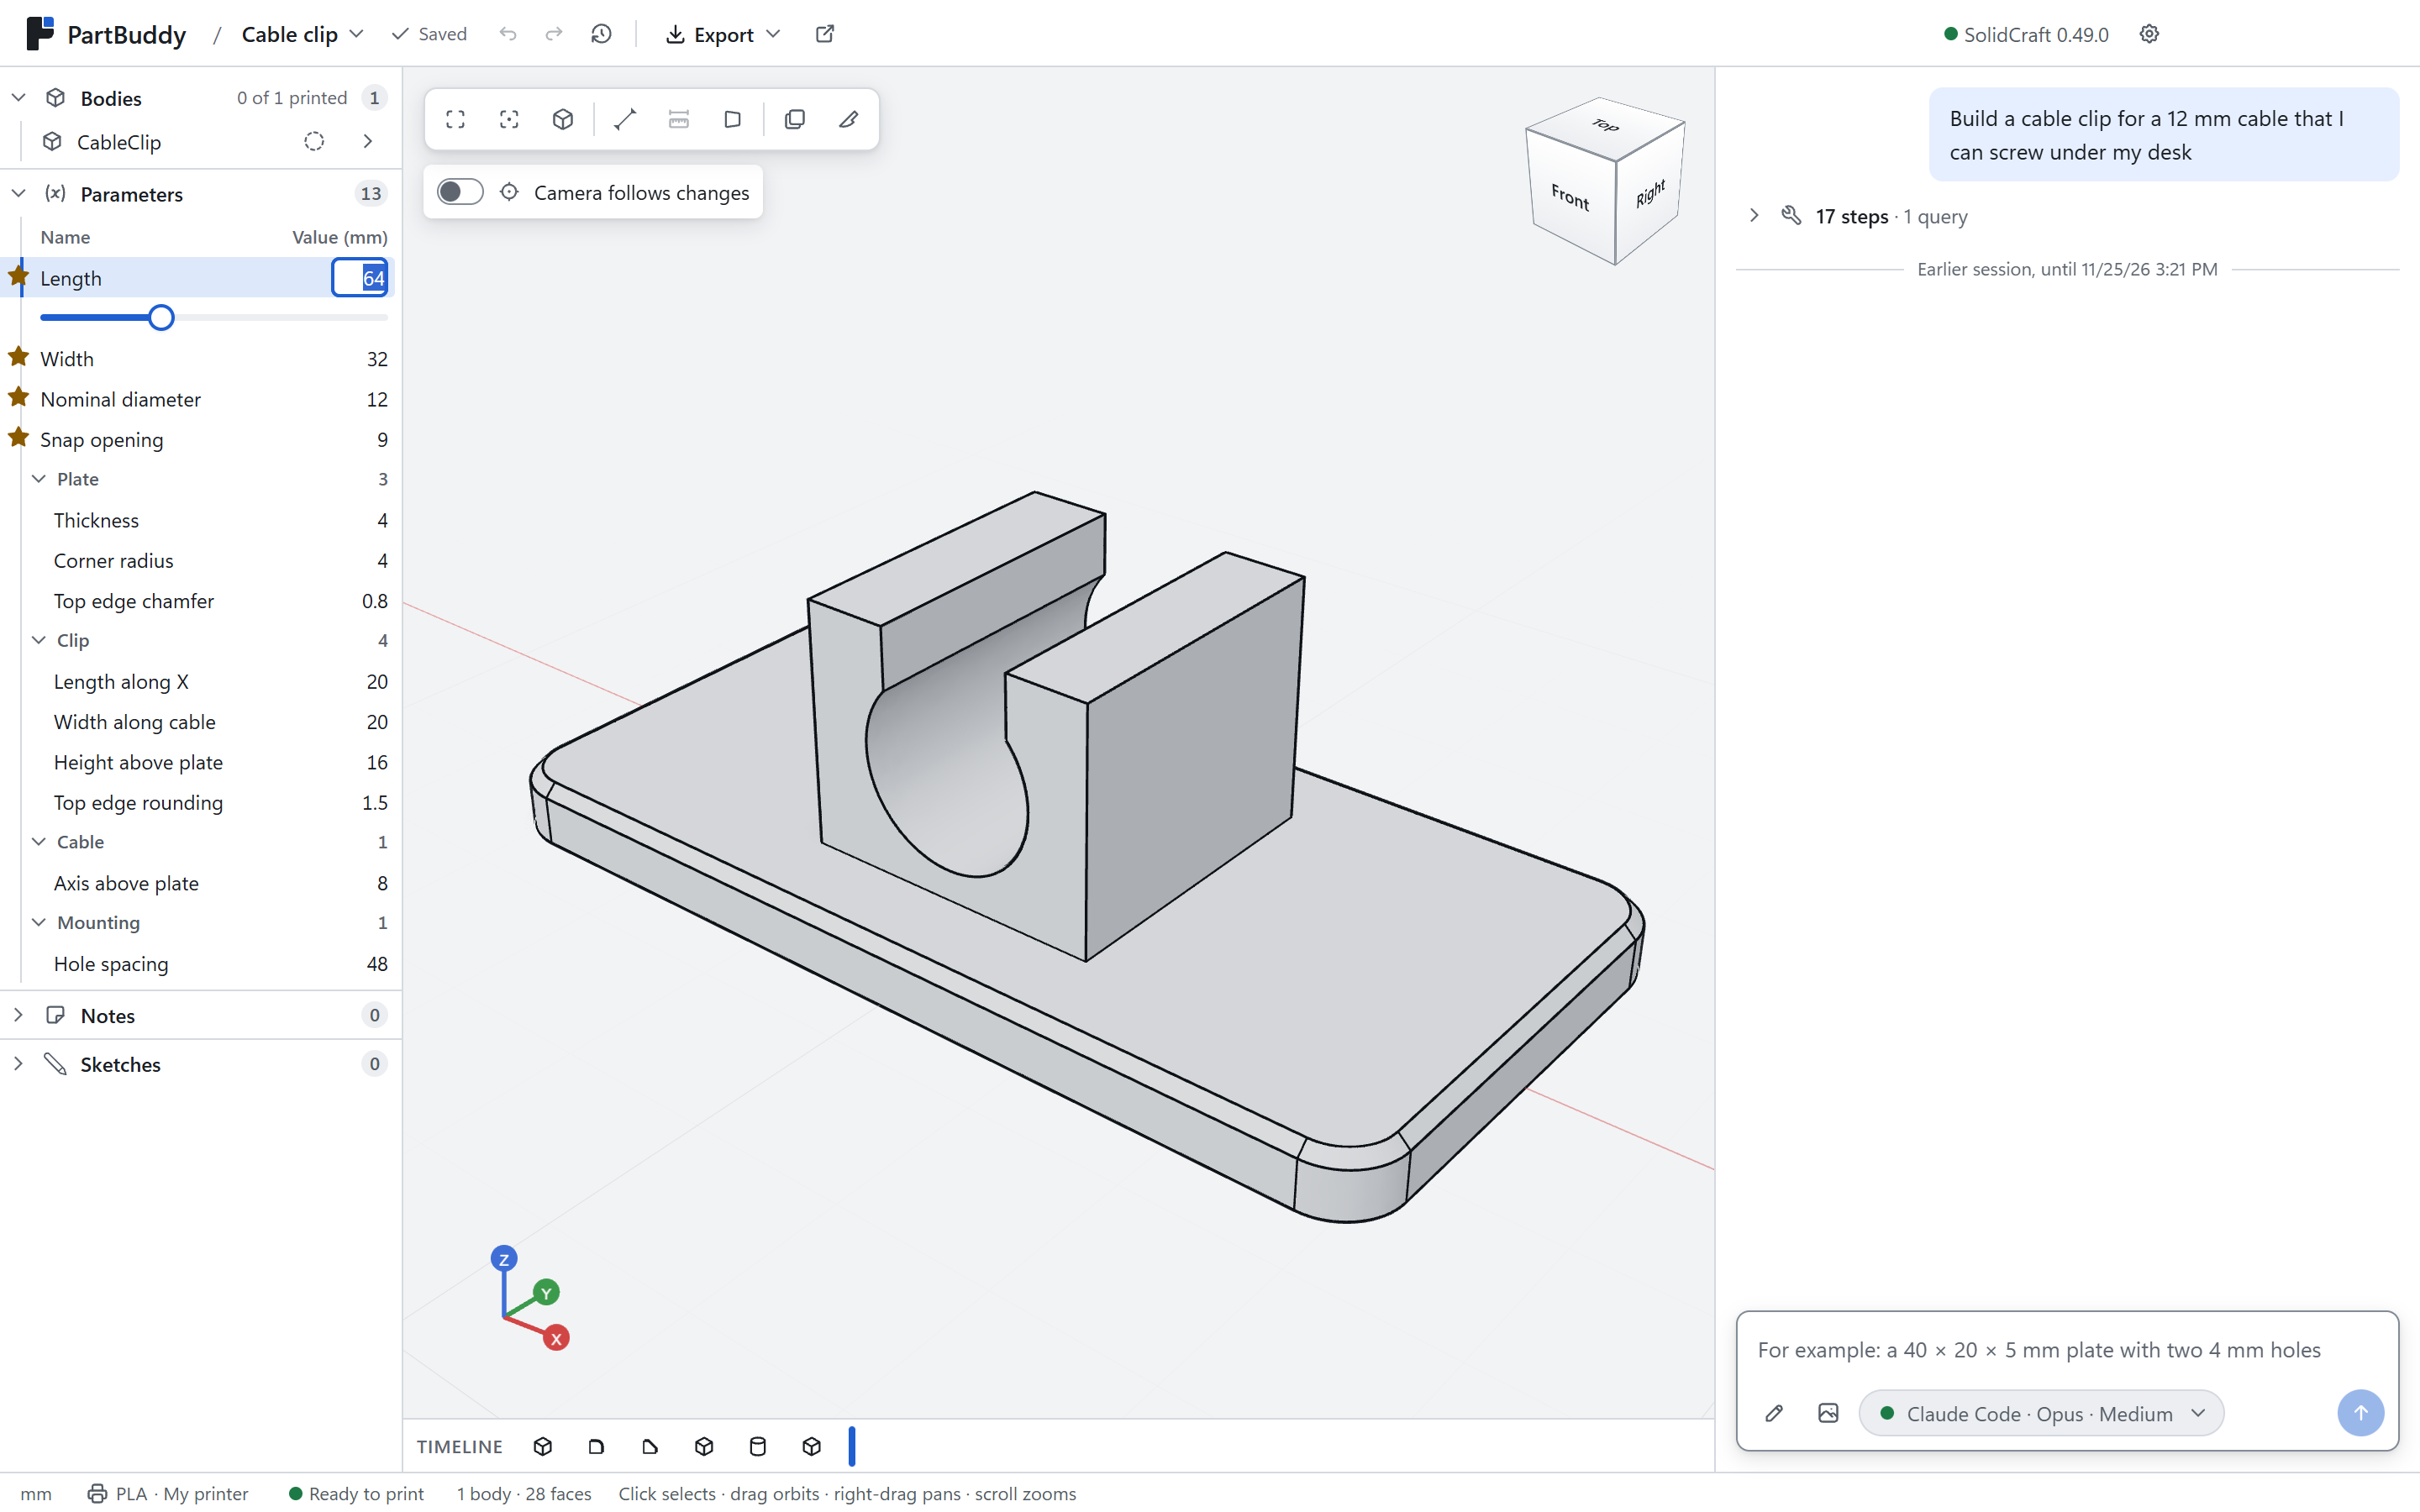 PartBuddy / Cable clip Saved Export SolidCraft 0.49.0
Bodies 0 of 1 printed 1
CableClip
Parameters 13
Name Value (mm)
Length 64
Width 32
Nominal diameter 12
Snap opening 9
Plate 3
Thickness 4
Corner radius 4
Top edge chamfer 0.8
Clip 4
Length along X 20
Width along cable 20
Height above plate 16
Top edge rounding 1.5
Cable 1
Axis above plate 8
Mounting 1
Hole spacing 48
Notes 0
Sketches 0
Camera follows changes
Top
Front
Right
Z
Y
X
TIMELINE
Build a cable clip for a 12 mm cable that I
can screw under my desk
17 steps · 1 query
Earlier session, until 11/25/26 3:21 PM
For example: a 40 × 20 × 5 mm plate with two 4 mm holes
Claude Code · Opus · Medium
mm PLA · My printer Ready to print 1 body · 28 faces Click selects · drag orbits · right-drag pans · scroll zooms